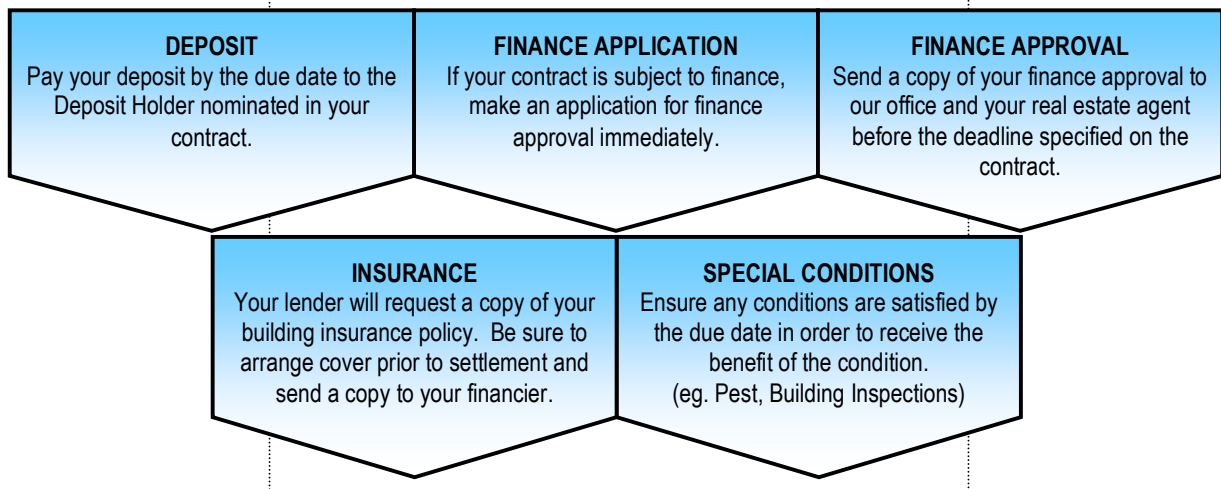 DEPOSIT
Pay your deposit by the due date to the
Deposit Holder nominated in your
contract.
FINANCE APPLICATION
If your contract is subject to finance,
make an application for finance
approval immediately.
FINANCE APPROVAL
Send a copy of your finance approval to
our office and your real estate agent
before the deadline specified on the
contract.
INSURANCE
Your lender will request a copy of your
building insurance policy.  Be sure to
arrange cover prior to settlement and
send a copy to your financier.
SPECIAL CONDITIONS
Ensure any conditions are satisfied by
the due date in order to receive the
benefit of the condition.
(eg. Pest, Building Inspections)